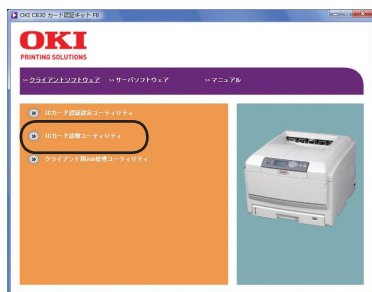 OKI C830 カード認証キット FB
OKI
PRINTING SOLUTIONS
>> クライアントソフトウェア >> サーバソフトウェア >> マニュアル
ICカード認証設定ユーティリティ
ICカード情報ユーティリティ
クライアント用Job管理ユーティリティ